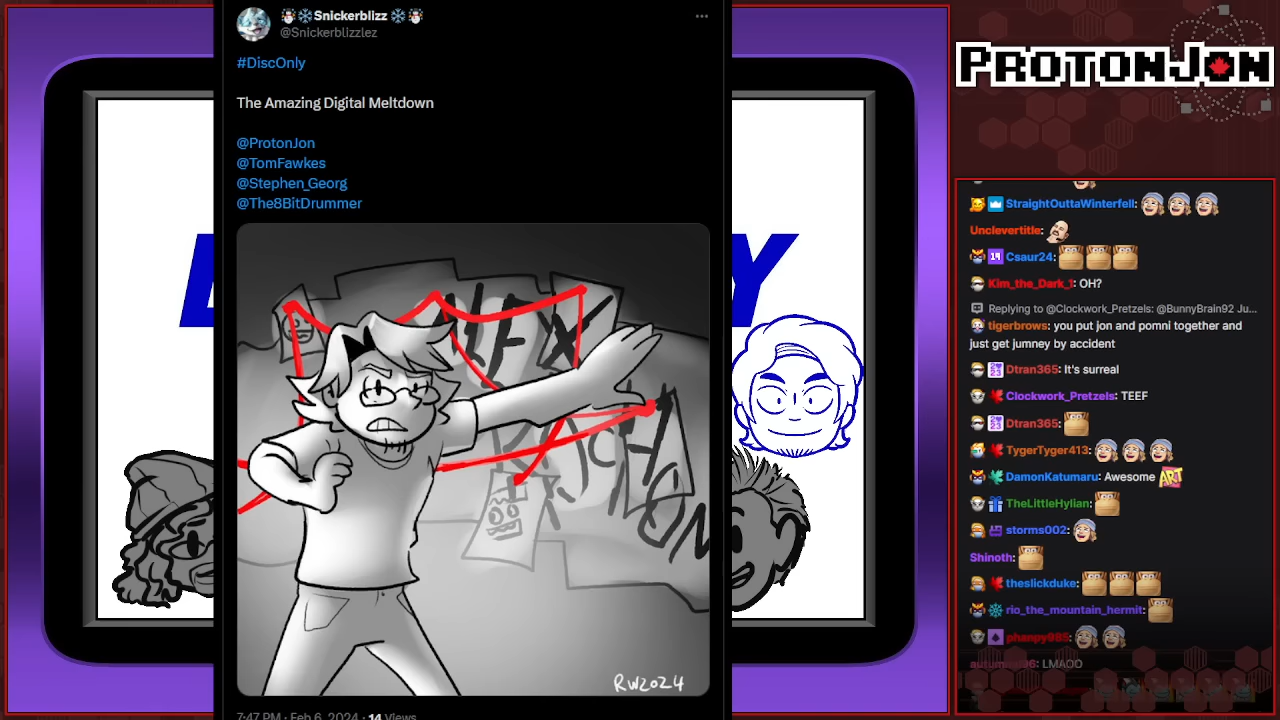 Snickerblizz
@Snickerblizzlez
#DiscOnly
The Amazing Digital Meltdown
@ProtonJon
@TomFawkes
@Stephen_Georg
@The8BitDrummer
RW2024
7:47 PM · Feb 6, 2024 · 14 Views
PROTONJON
StraightOuttaWinterfell:
Unclevertitle:
Csaur24:
Kim_the_Dark_1: OH?
Replying to @Clockwork_Pretzels: @BunnyBrain92 Ju...
tigerbrows: you put jon and pomni together and
just get jumney by accident
Dtran365: It's surreal
Clockwork_Pretzels: TEEF
Dtran365:
TygerTyger413:
DamonKatumaru: Awesome ART
TheLittleHylian:
storms002:
Shinoth:
theslickduke:
rio_the_mountain_hermit:
phanpy085:
LMAOO